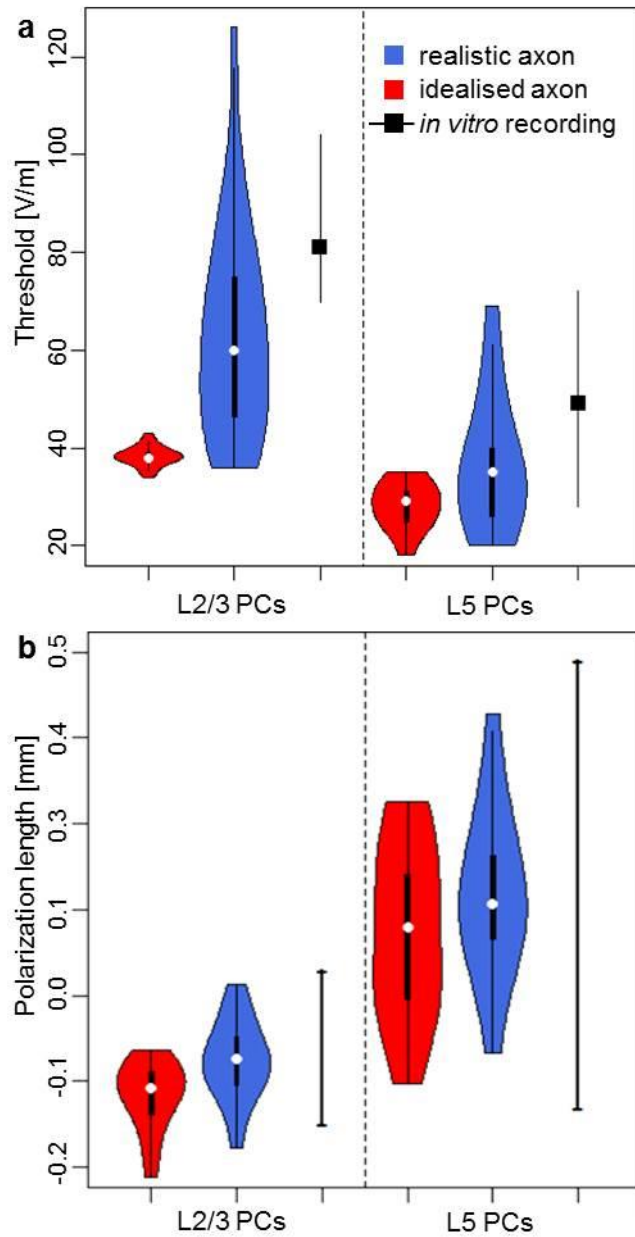 a
realistic axon
idealised axon
in vitro recording
Threshold [V/m]
120
100
80
60
40
20
L2/3 PCs
L5 PCs
b
Polarization length [mm]
0.5
0.4
0.3
0.1
0.0
-0.1
-0.2
L2/3 PCs
L5 PCs